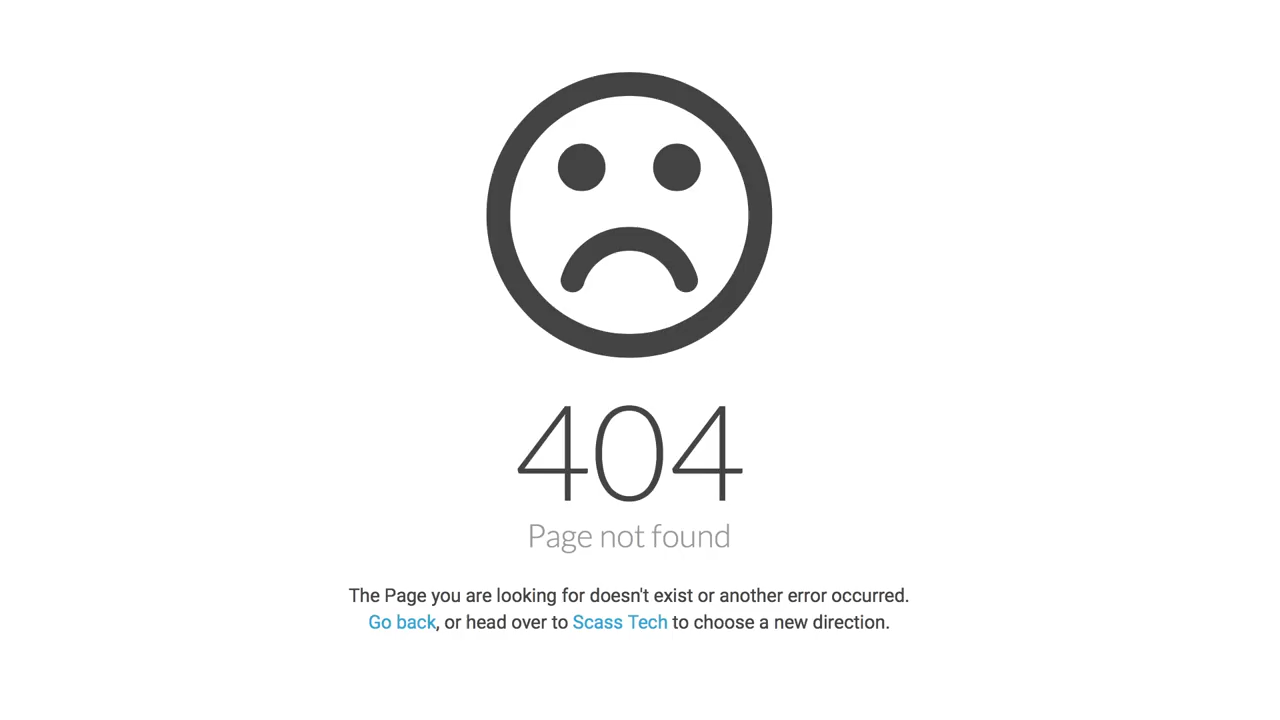 404
Page not found
The Page you are looking for doesn't exist or another error occurred.
Go back, or head over to Scass Tech to choose a new direction.